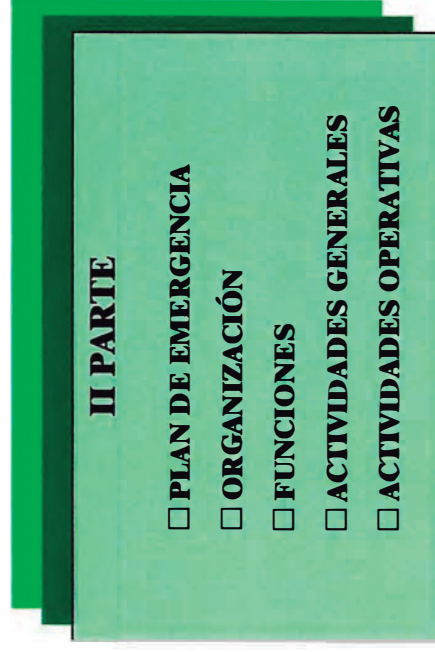 II PARTE
☐ PLAN DE EMERGENCIA
☐ ORGANIZACIÓN
☐ FUNCIONES
☐ ACTIVIDADES GENERALES
☐ ACTIVIDADES OPERATIVAS